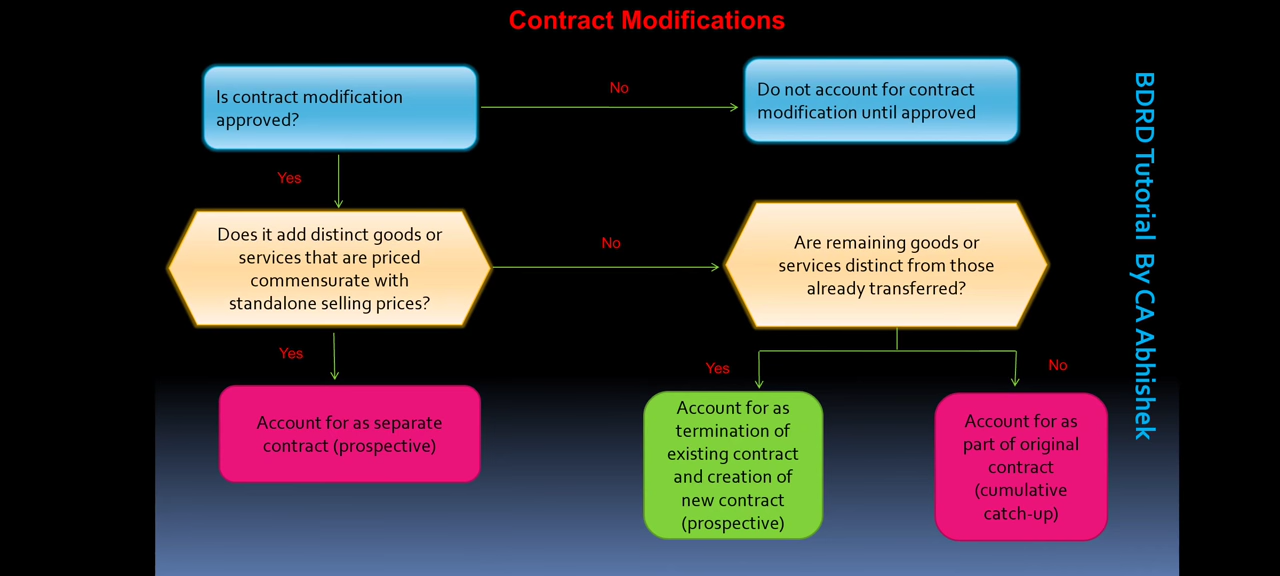 Contract Modifications
Is contract modification
approved?
No
Do not account for contract
modification until approved
Yes
Does it add distinct goods or
services that are priced
commensurate with
standalone selling prices?
No
Are remaining goods or
services distinct from those
already transferred?
Yes
Account for as separate
contract (prospective)
Yes
Account for as
termination of
existing contract
and creation of
new contract
(prospective)
No
Account for as
part of original
contract
(cumulative
catch-up)
BDRD Tutorial By CA Abhishek